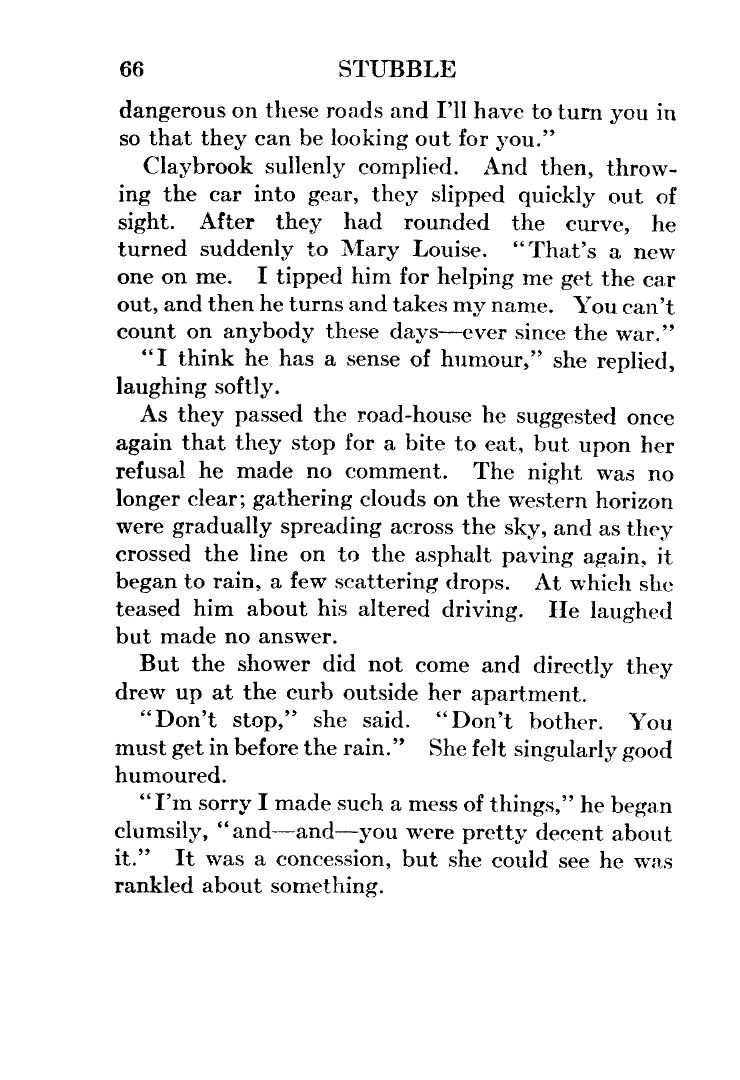 66 STUBBLE
dangerous on these roads and I'll have to turn you in
so that they can be looking out for you."
Claybrook sullenly complied. And then, throw-
ing the car into gear, they slipped quickly out of
sight. After they had rounded the curve, he
turned suddenly to Mary Louise. "That's a new
one on me. I tipped him for helping me get the car
out, and then he turns and takes my name. You can't
count on anybody these days—ever since the war."
"I think he has a sense of humour," she replied,
laughing softly.
As they passed the road-house he suggested once
again that they stop for a bite to eat, but upon her
refusal he made no comment. The night was no
longer clear; gathering clouds on the western horizon
were gradually spreading across the sky, and as they
crossed the line on to the asphalt paving again, it
began to rain, a few scattering drops. At which she
teased him about his altered driving. He laughed
but made no answer.
But the shower did not come and directly they
drew up at the curb outside her apartment.
"Don't stop," she said. "Don't bother. You
must get in before the rain." She felt singularly good
humoured.
"I'm sorry I made such a mess of things," he began
clumsily, "and—and—you were pretty decent about
it." It was a concession, but she could see he was
rankled about something.